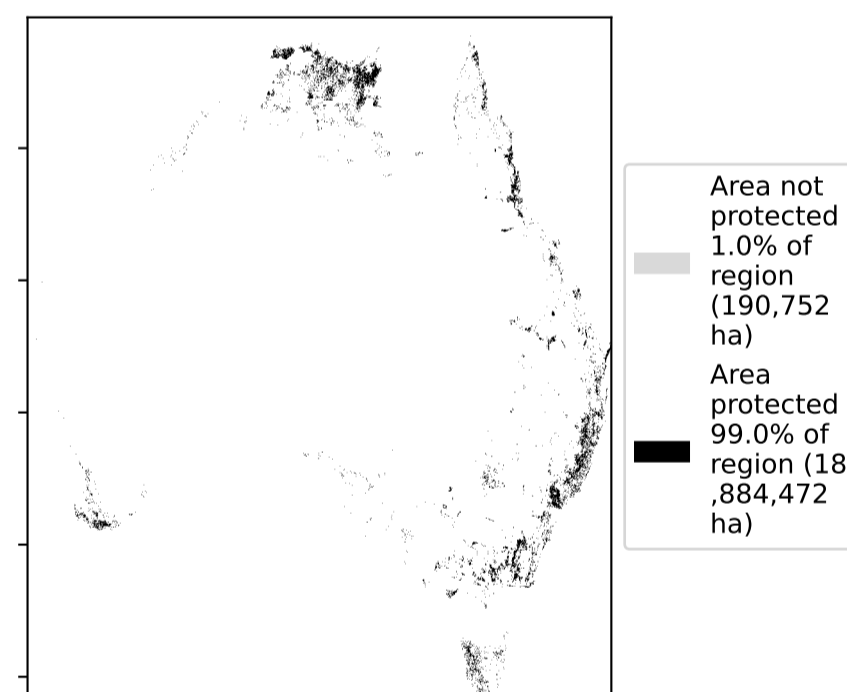 Area not
protected
1.0% of
region
(190,752
ha)
Area
protected
99.0% of
region (18
,884,472
ha)